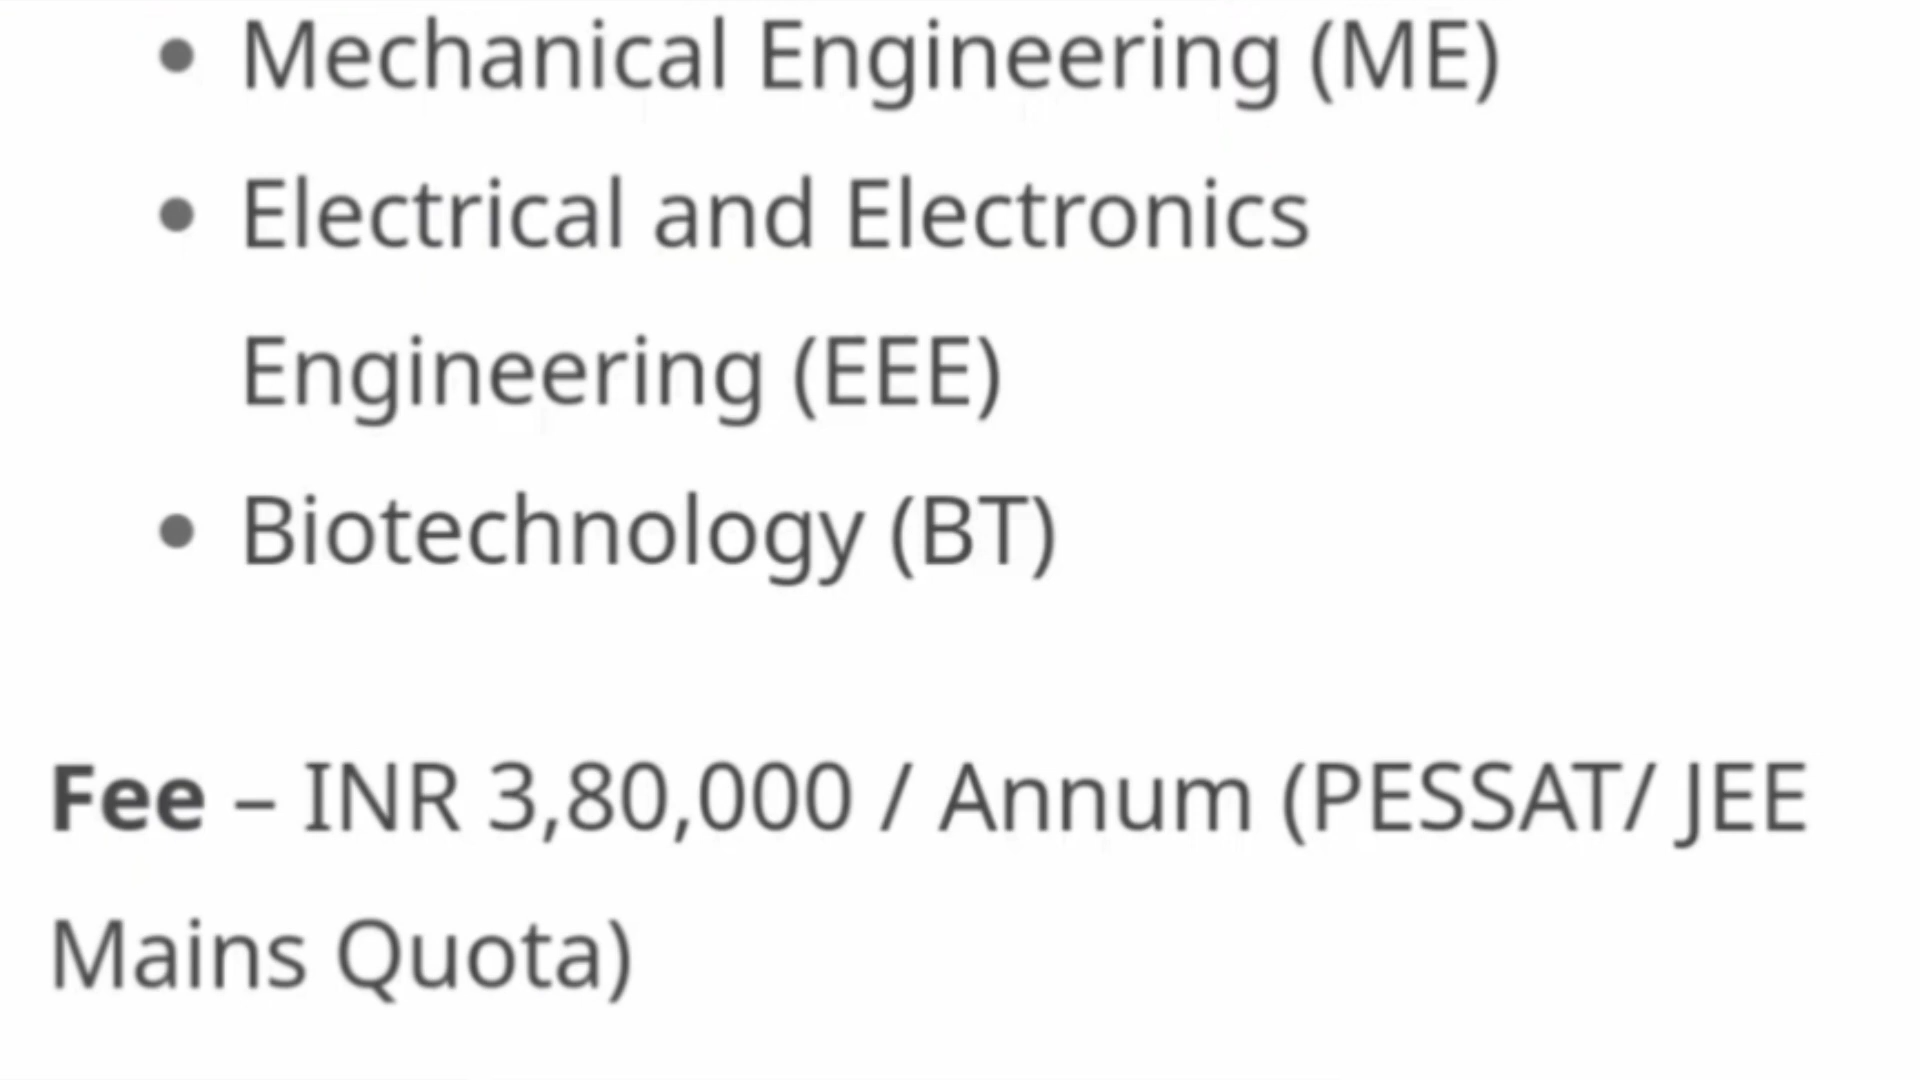 • Mechanical Engineering (ME)
• Electrical and Electronics
Engineering (EEE)
• Biotechnology (BT)
Fee – INR 3,80,000 / Annum (PESSAT/ JEE
Mains Quota)